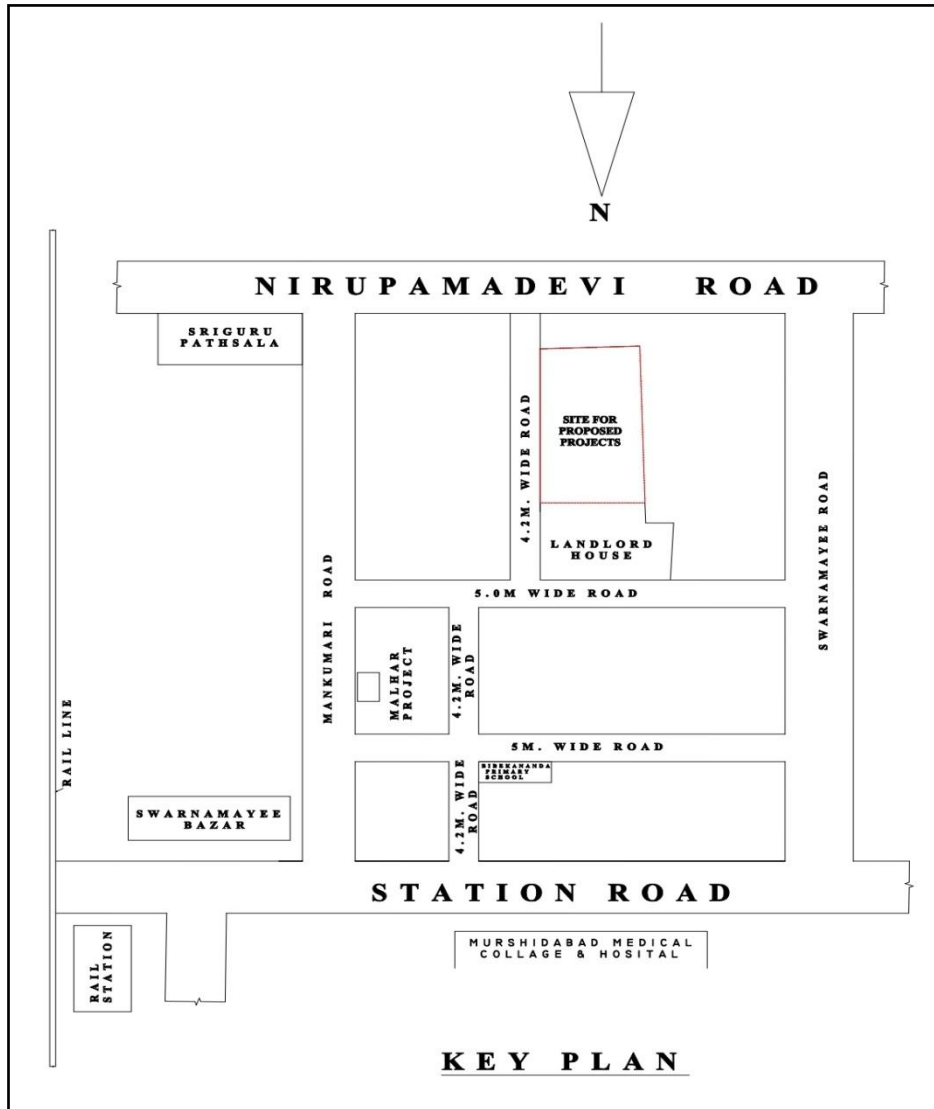 N
NIRUPAMADEVI ROAD
SRIGURU
PATHSALA
4.2M. WIDE ROAD
SITE FOR
PROPOSED
PROJECTS
LANDLORD
HOUSE
SWARNAMAYEE ROAD
MANKUMARI ROAD
5.0M WIDE ROAD
MALHAR
PROJECT
4.2M. WIDE
ROAD
RAIL LINE
5M. WIDE ROAD
BIBEKANANDA
PRIMARY
SCHOOL
4.2M. WIDE
ROAD
SWARNAMAYEE
BAZAR
STATION ROAD
RAIL
STATION
MURSHIDABAD MEDICAL
COLLAGE & HOSITAL
KEY PLAN